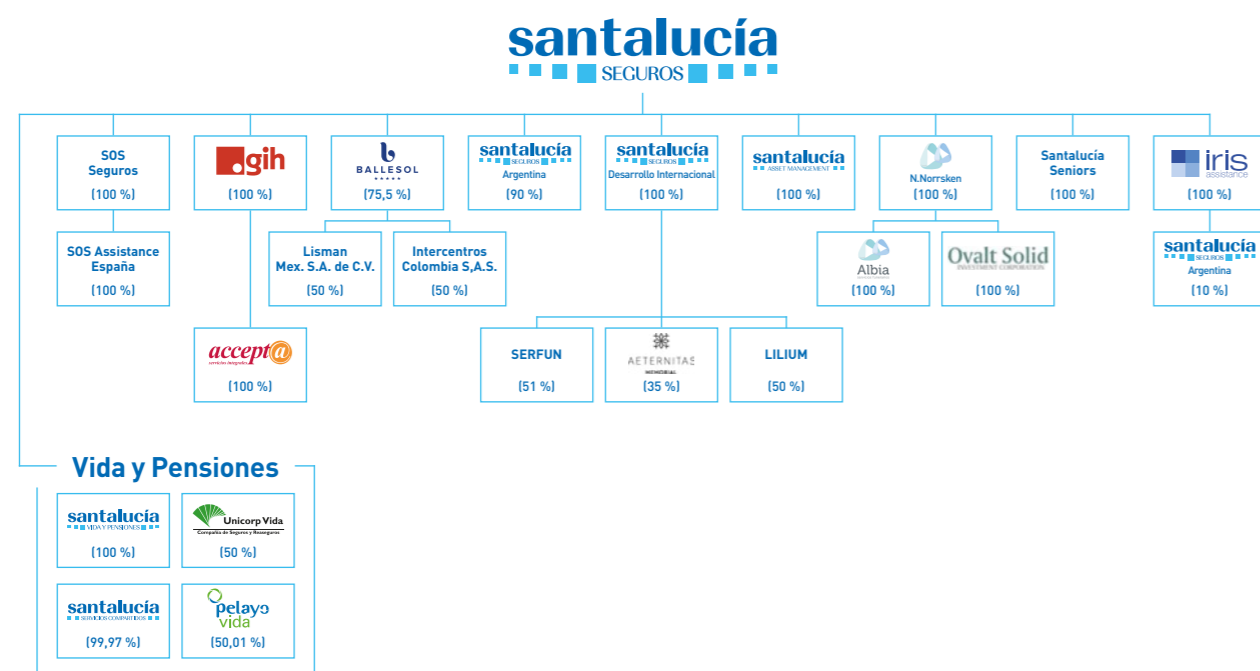 santalucía
SEGUROS
SOS
Seguros
(100 %)
gih
(100 %)
BALLESOL
(75,5 %)
santalucía
SEGUROS
Argentina
(90 %)
santalucía
SEGUROS
Desarrollo Internacional
(100 %)
santalucía
ASSET MANAGEMENT
(100 %)
N.Norrsken
(100 %)
Santalucía
Seniors
(100 %)
iris
assistance
(100 %)
SOS Assistance
España
(100 %)
Lisman
Mex. S.A. de C.V.
(50 %)
Intercentros
Colombia S,A.S.
(50 %)
Albia
(100 %)
Ovalt Solid
INVESTMENT CORPORATION
(100 %)
santalucía
SEGUROS
Argentina
(10 %)
accept@
servicios integrales
(100 %)
SERFUN
(51 %)
AETERNITAS
MEMORIAL
(35 %)
LILIUM
(50 %)
Vida y Pensiones
santalucía
VIDA Y PENSIONES
(100 %)
Unicorp Vida
Compañía de Seguros y Reaseguros
(50 %)
santalucía
SERVICIOS COMPARTIDOS
(99,97 %)
pelayo
vida
(50,01 %)